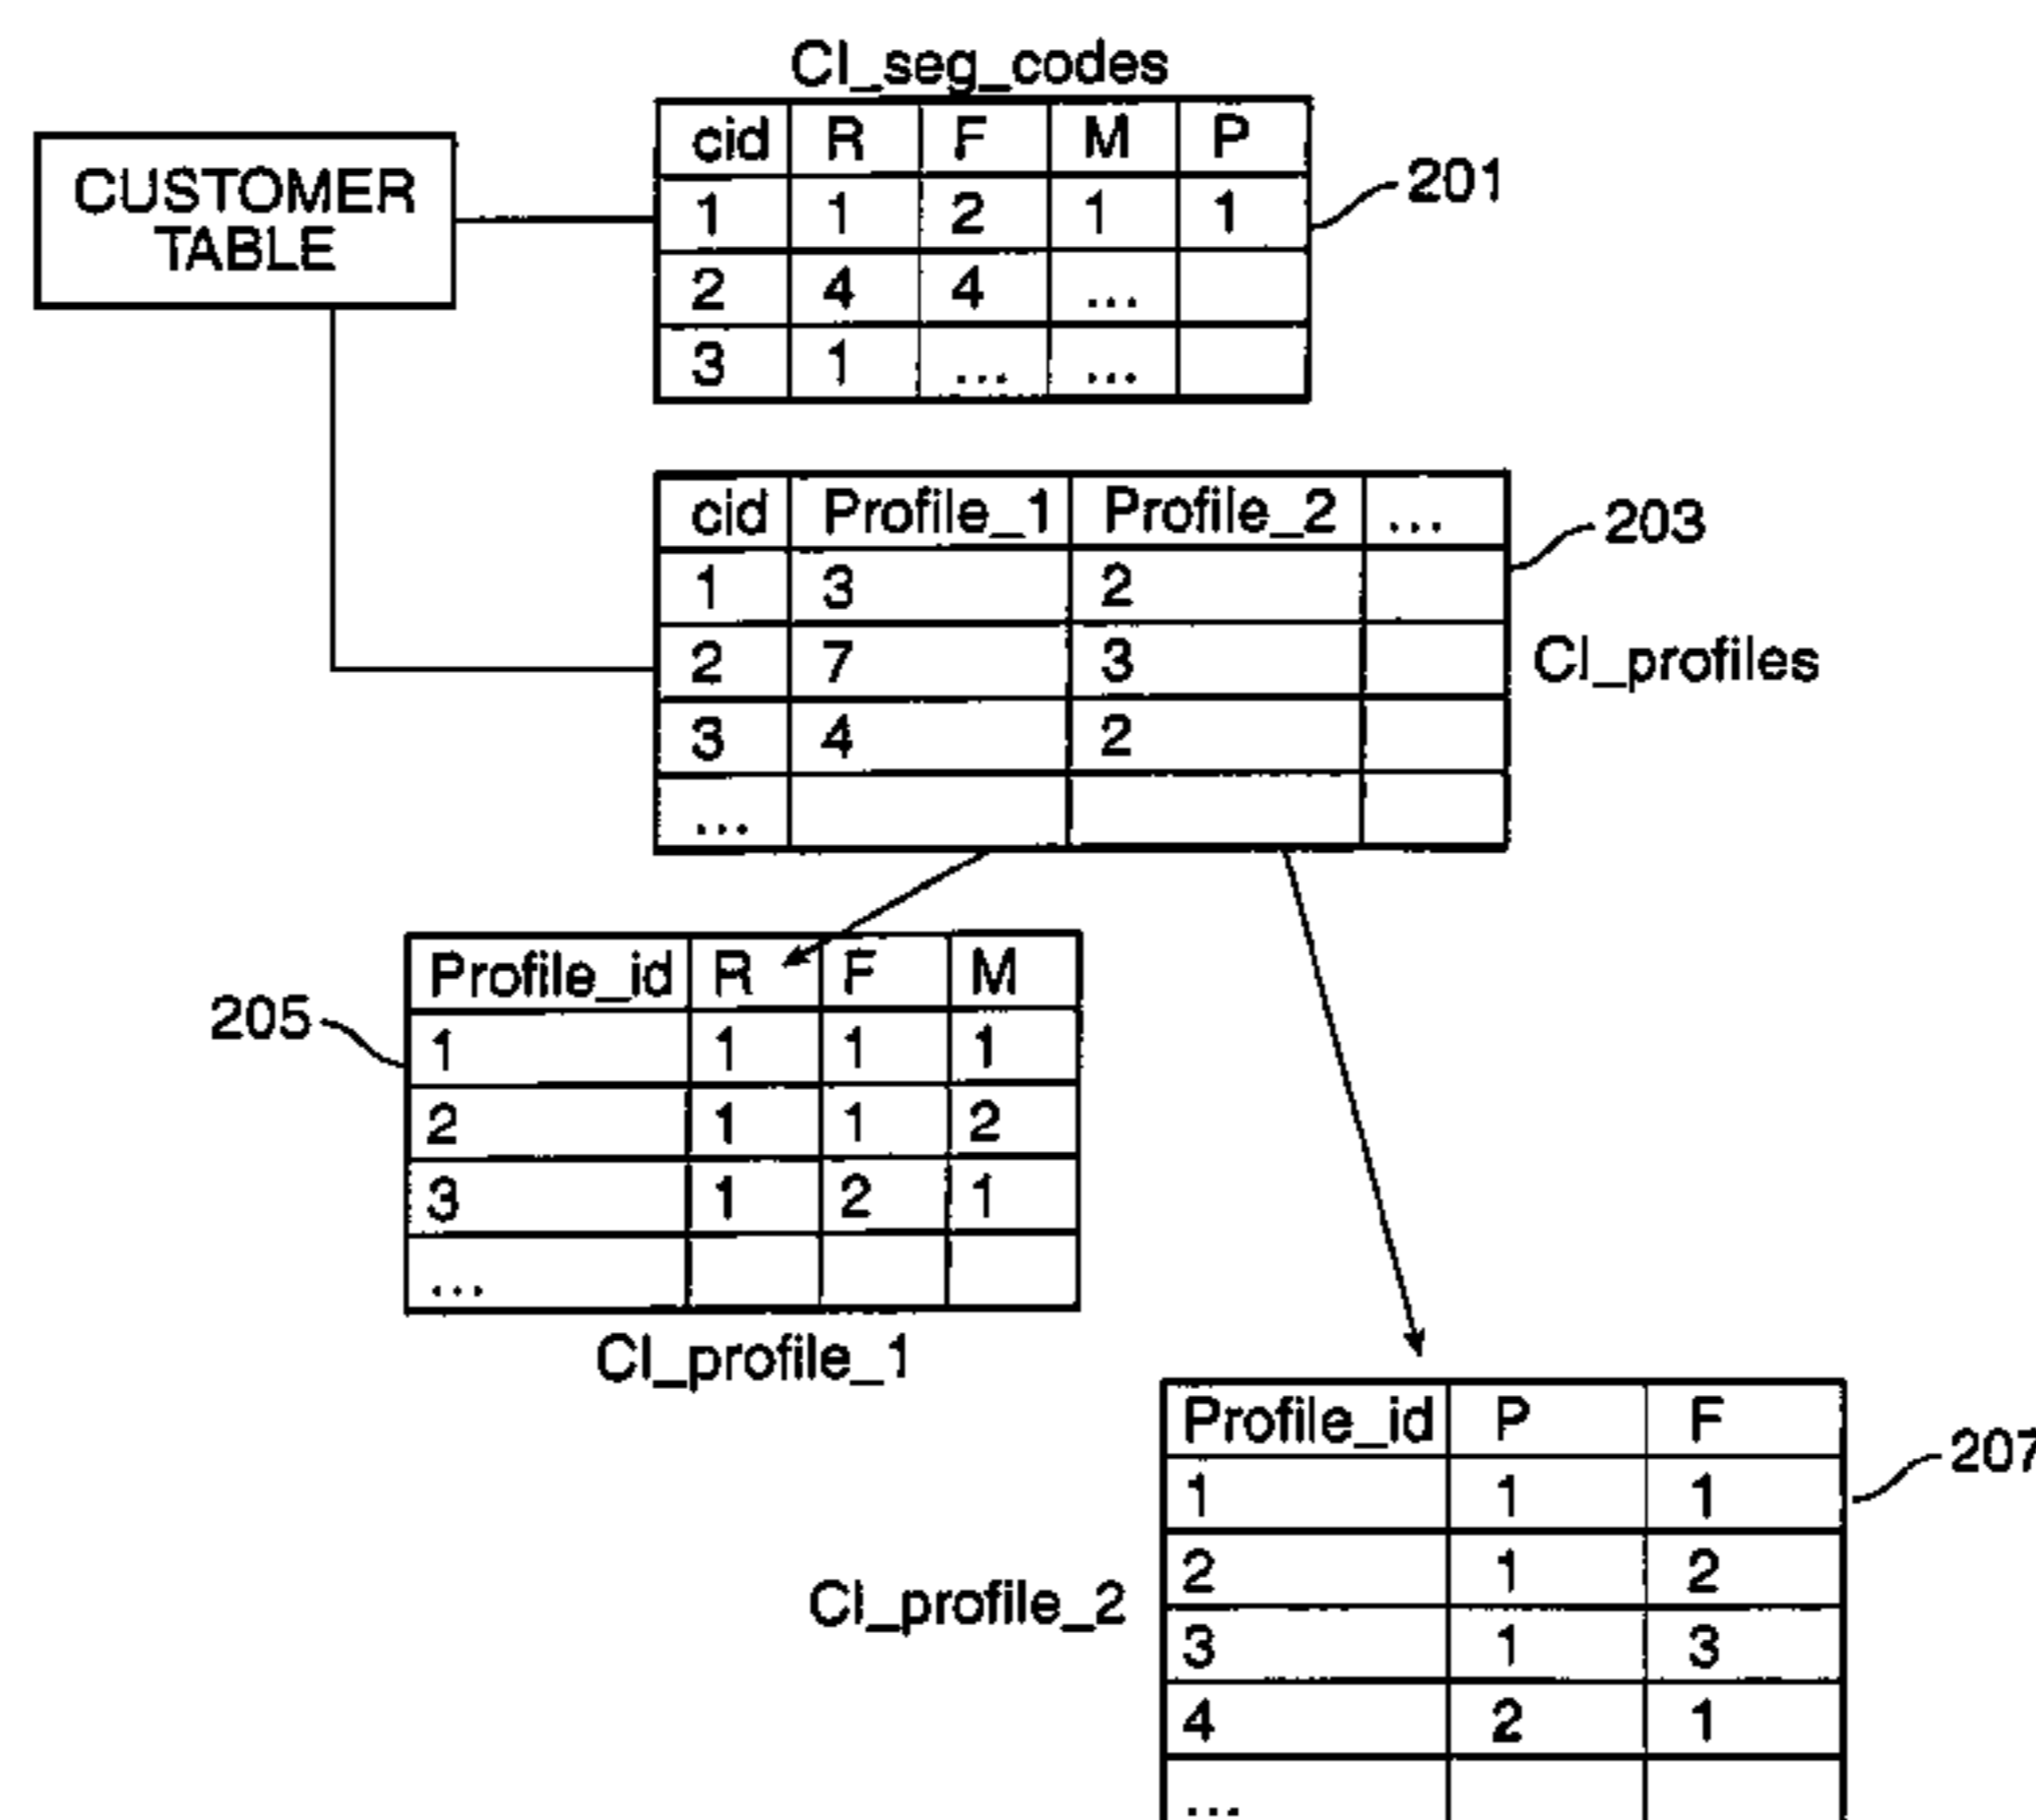 CI_seg_codes
CUSTOMER
TABLE
cid R F M P
1 1 2 1 1
2 4 4 ...
3 1 ... ...
201
cid Profile_1 Profile_2 ...
1 3 2
2 7 3
3 4 2
...
203
CI_profiles
205
Profile_id R F M
1 1 1 1
2 1 1 2
3 1 2 1
...
CI_profile_1
Profile_id P F
1 1 1
2 1 2
3 1 3
4 2 1
...
207
CI_profile_2